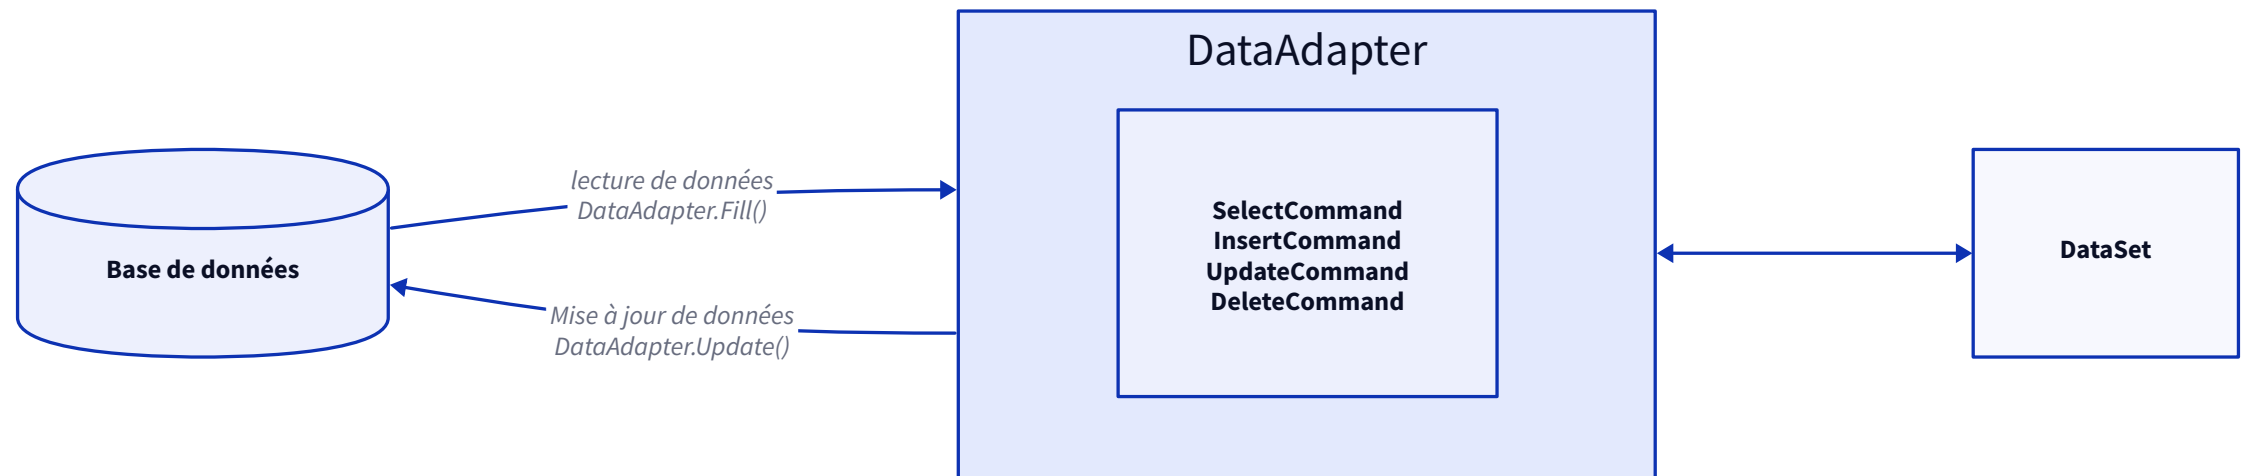 DataAdapter
Base de données
lecture de données
DataAdapter.Fill()
Mise à jour de données
DataAdapter.Update()
SelectCommand
InsertCommand
UpdateCommand
DeleteCommand
DataSet